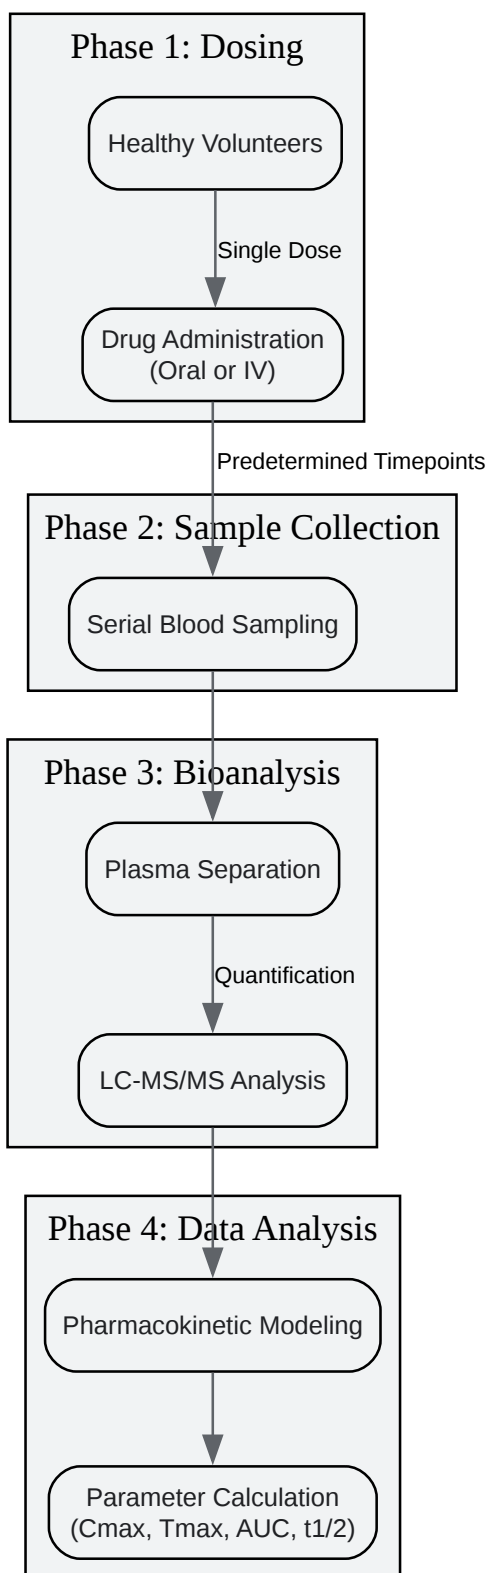 Phase 1: Dosing
Healthy Volunteers
Single Dose
Drug Administration
(Oral or IV)
Predetermined Timepoints
Phase 2: Sample Collection
Serial Blood Sampling
Phase 3: Bioanalysis
Plasma Separation
Quantification
LC-MS/MS Analysis
Phase 4: Data Analysis
Pharmacokinetic Modeling
Parameter Calculation
(Cmax, Tmax, AUC, t1/2)